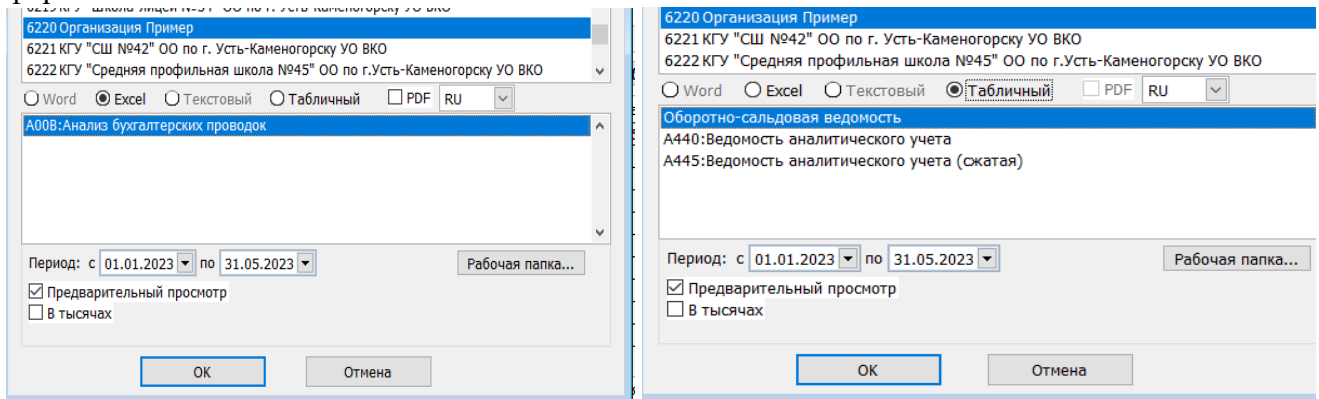 6220 Организация Пример
6221 КГУ "СШ №42" ОО по г. Усть-Каменогорску УО ВКО
6222 КГУ "Средняя профильная школа №45" ОО по г.Усть-Каменогорску УО ВКО
Word Excel Текстовый Табличный PDF RU
A00B:Анализ бухгалтерских проводок
Период: с 01.01.2023 по 31.05.2023 Рабочая папка...
Предварительный просмотр
В тысячах
ОК Отмена
6220 Организация Пример
6221 КГУ "СШ №42" ОО по г. Усть-Каменогорску УО ВКО
6222 КГУ "Средняя профильная школа №45" ОО по г.Усть-Каменогорску УО ВКО
Word Excel Текстовый Табличный PDF RU
Оборотно-сальдовая ведомость
A440:Ведомость аналитического учета
A445:Ведомость аналитического учета (сжатая)
Период: с 01.01.2023 по 31.05.2023 Рабочая папка...
Предварительный просмотр
В тысячах
ОК Отмена